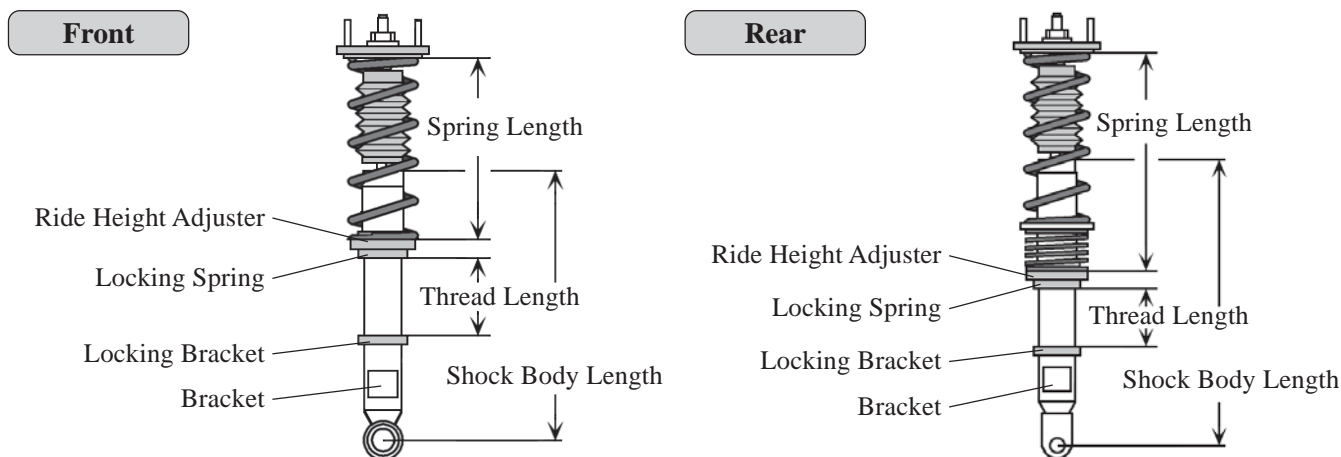 Front
Spring Length
Ride Height Adjuster
Locking Spring
Thread Length
Locking Bracket
Shock Body Length
Bracket
Rear
Spring Length
Ride Height Adjuster
Locking Spring
Thread Length
Locking Bracket
Shock Body Length
Bracket